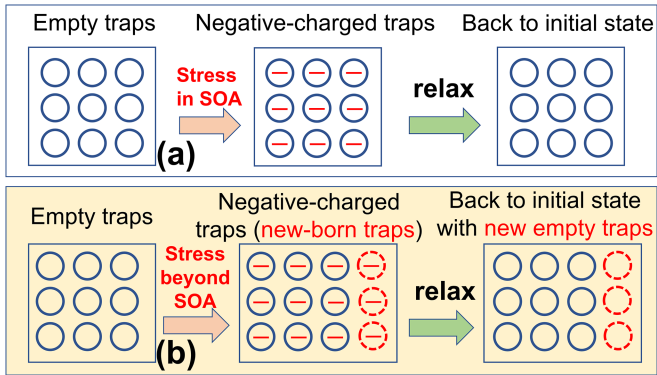 Empty traps
Negative-charged traps
Back to initial state
Stress
in SOA
relax
(a)
Empty traps
Negative-charged
traps (new-born traps)
Back to initial state
with new empty traps
Stress
beyond
SOA
relax
(b)